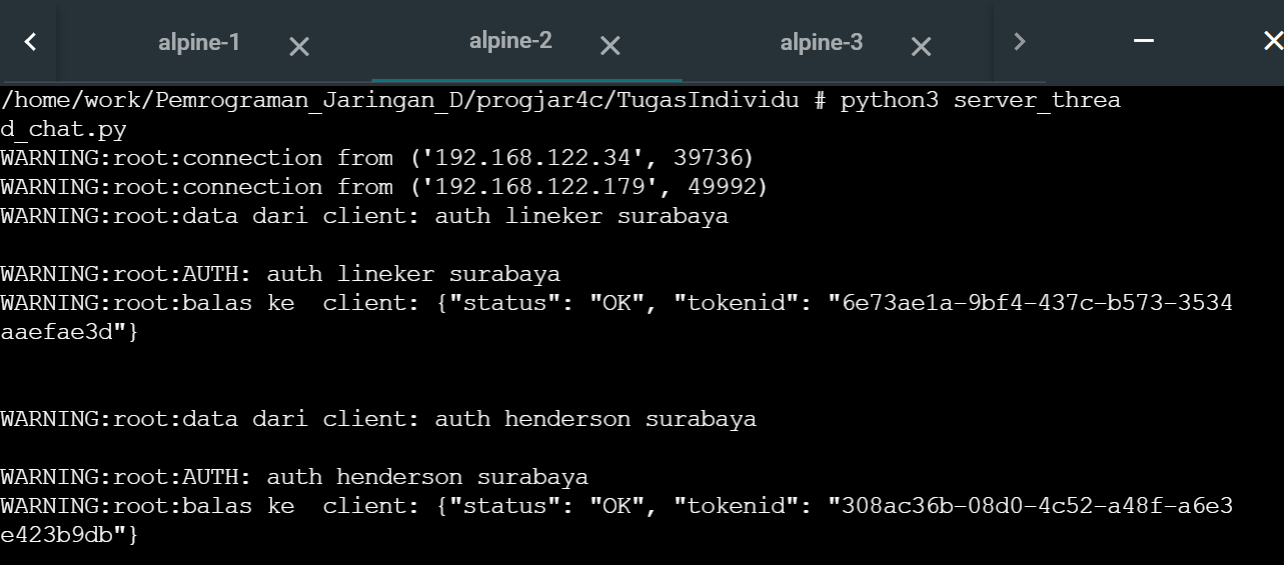 alpine-1 alpine-2 alpine-3
/home/work/Pemrograman_Jaringan_D/progjar4c/TugasIndividu # python3 server_threa
d_chat.py
WARNING:root:connection from ('192.168.122.34', 39736)
WARNING:root:connection from ('192.168.122.179', 49992)
WARNING:root:data dari client: auth lineker surabaya
WARNING:root:AUTH: auth lineker surabaya
WARNING:root:balas ke  client: {"status": "OK", "tokenid": "6e73ae1a-9bf4-437c-b573-3534
aaefae3d"}
WARNING:root:data dari client: auth henderson surabaya
WARNING:root:AUTH: auth henderson surabaya
WARNING:root:balas ke  client: {"status": "OK", "tokenid": "308ac36b-08d0-4c52-a48f-a6e3
e423b9db"}